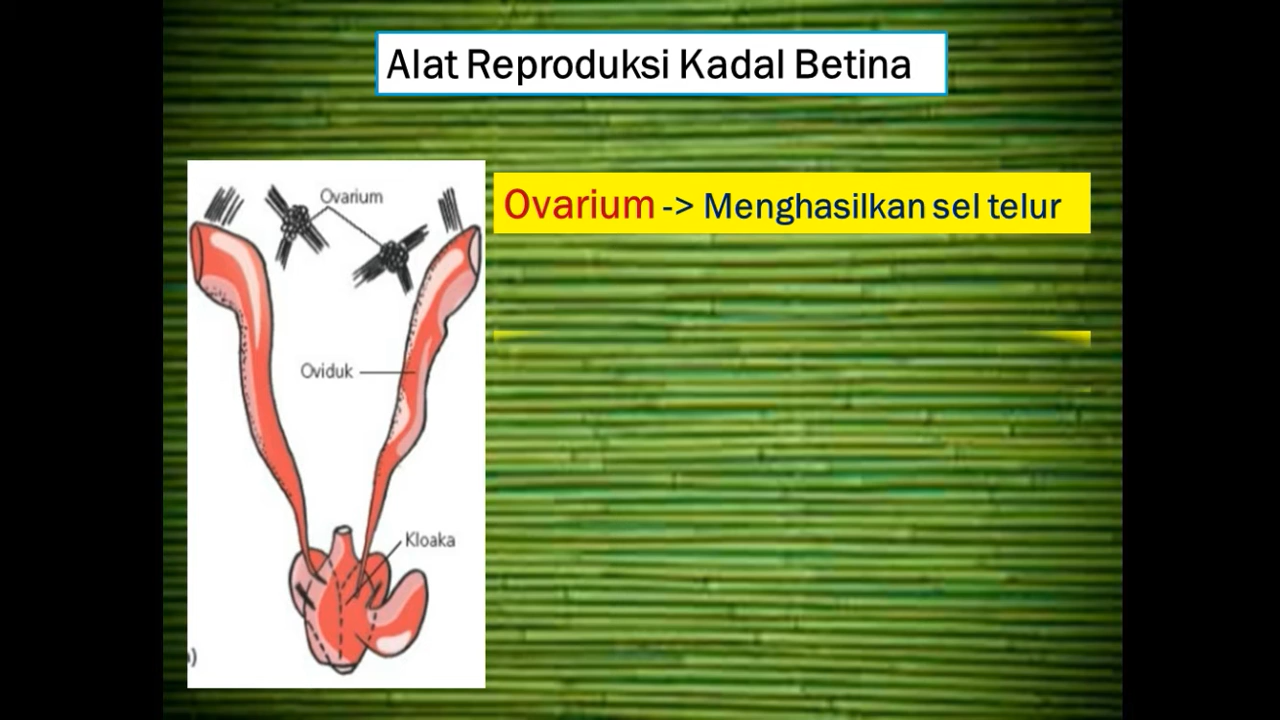 Alat Reproduksi Kadal Betina
Ovarium
Ovarium -> Menghasilkan sel telur
Oviduk
Kloaka